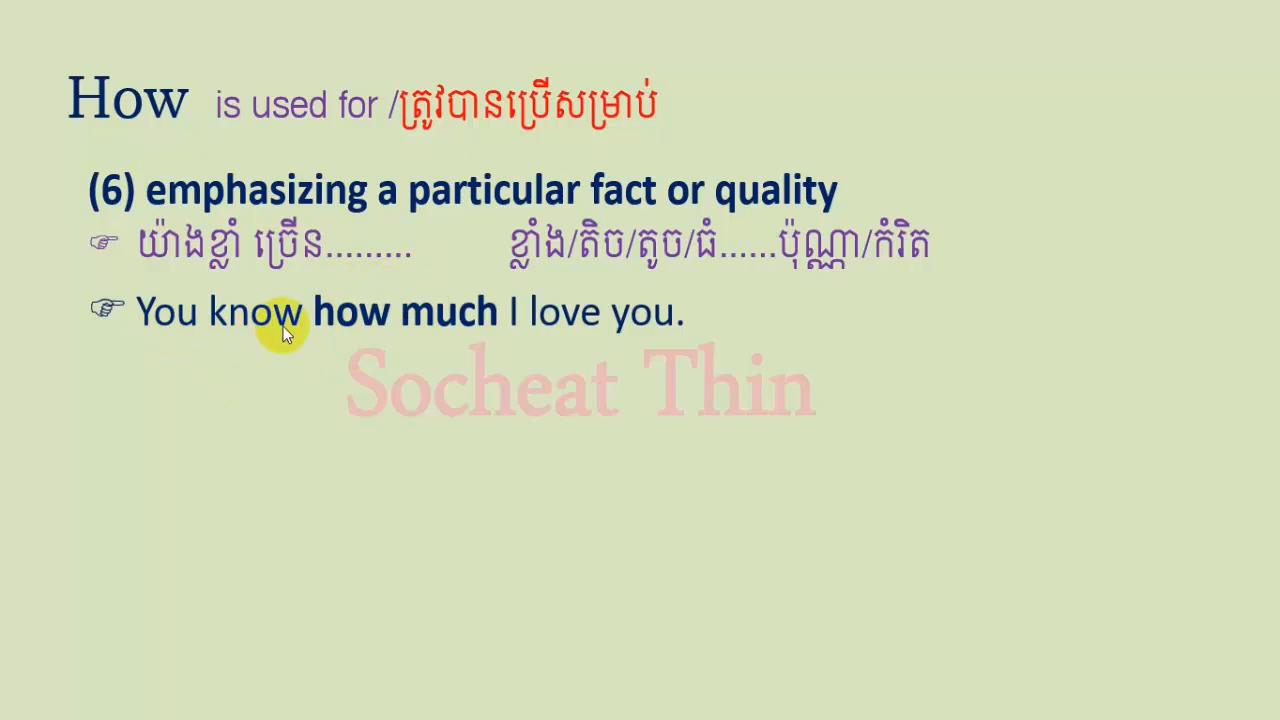 How is used for /ត្រូវបានប្រើសម្រាប់
(6) emphasizing a particular fact or quality
☞ យ៉ាងខ្លាំ ច្រើន......... ខ្លាំង/តិច/តូច/ធំ......ប៉ុណ្ណា/កំរិត
☞ You know how much I love you.
Socheat Thin